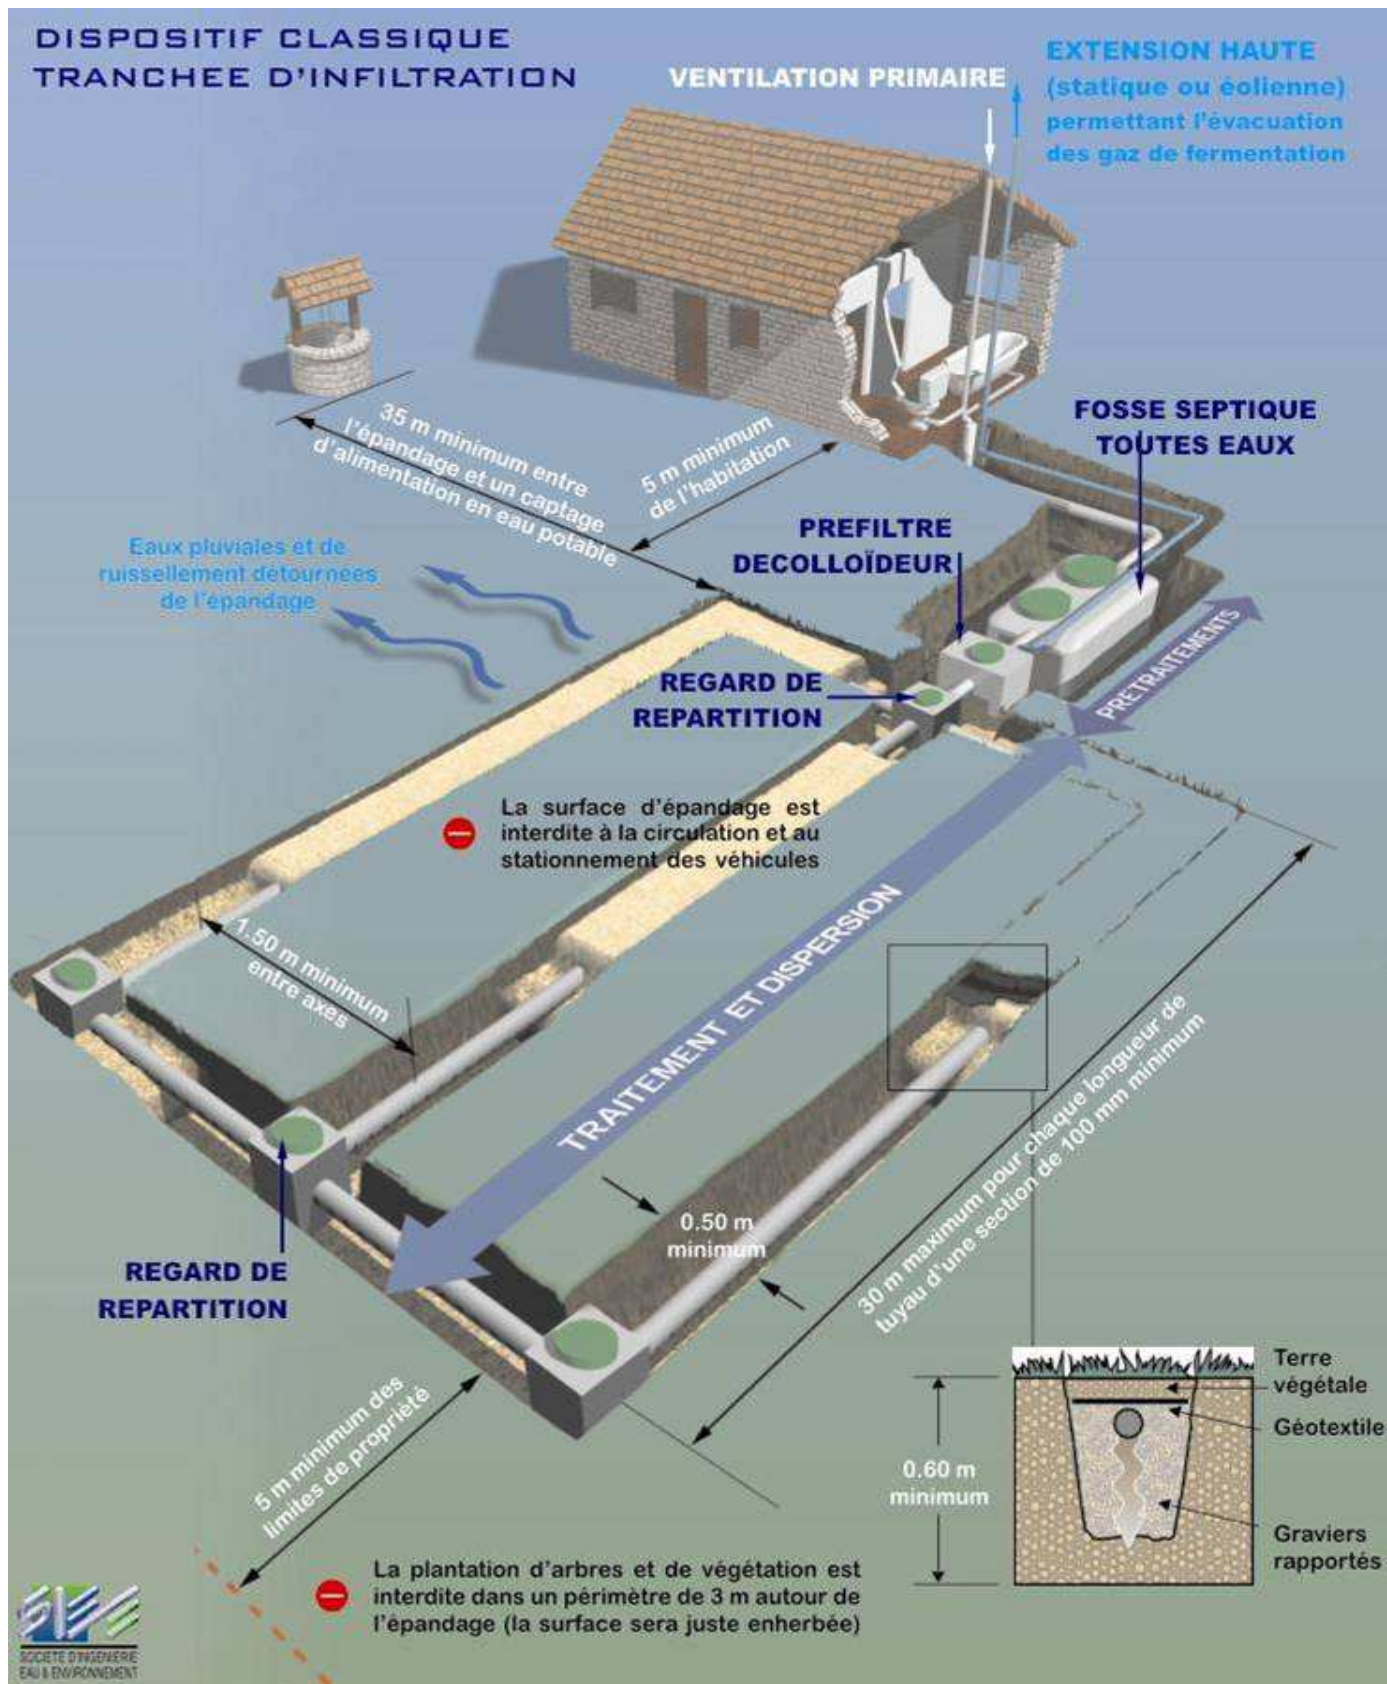 DISPOSITIF CLASSIQUE
TRANCHEE D'INFILTRATION
VENTILATION PRIMAIRE
EXTENSION HAUTE
(statique ou éolienne)
permettant l'évacuation
des gaz de fermentation
35 m minimum entre
l'épandage et un captage
d'alimentation en eau potable
5 m minimum
de l'habitation
FOSSE SEPTIQUE
TOUTES EAUX
PREFILTRE
DECOLLOÏDEUR
Eaux pluviales et de
ruissellement détournées
de l'épandage
PRETRAITEMENTS
REGARD DE
REPARTITION
La surface d'épandage est
interdite à la circulation et au
stationnement des véhicules
1.50 m minimum
entre axes
TRAITEMENT ET DISPERSION
30 m maximum pour chaque longueur de
tuyau d'une section de 100 mm minimum
0.50 m
minimum
REGARD DE
REPARTITION
5 m minimum des
limites de propriété
0.60 m
minimum
Terre
végétale
Géotextile
Graviers
rapportés
La plantation d'arbres et de végétation est
interdite dans un périmètre de 3 m autour de
l'épandage (la surface sera juste enherbée)
SOCIETE D'INGENIERIE
EAU & ENVIRONNEMENT